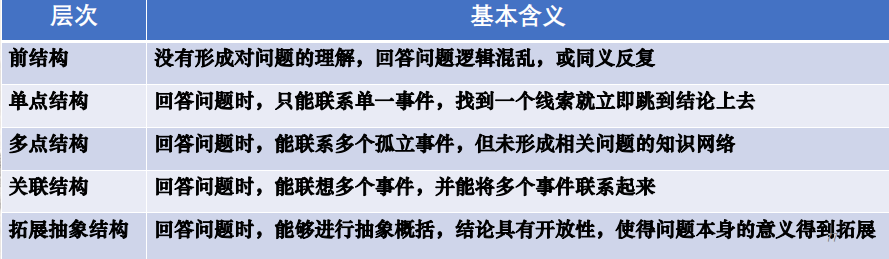 层次 基本含义
前结构 没有形成对问题的理解，回答问题逻辑混乱，或同义反复
单点结构 回答问题时，只能联系单一事件，找到一个线索就立即跳到结论上去
多点结构 回答问题时，能联系多个孤立事件，但未形成相关问题的知识网络
关联结构 回答问题时，能联想多个事件，并能将多个事件联系起来
拓展抽象结构 回答问题时，能够进行抽象概括，结论具有开放性，使得问题本身的意义得到拓展